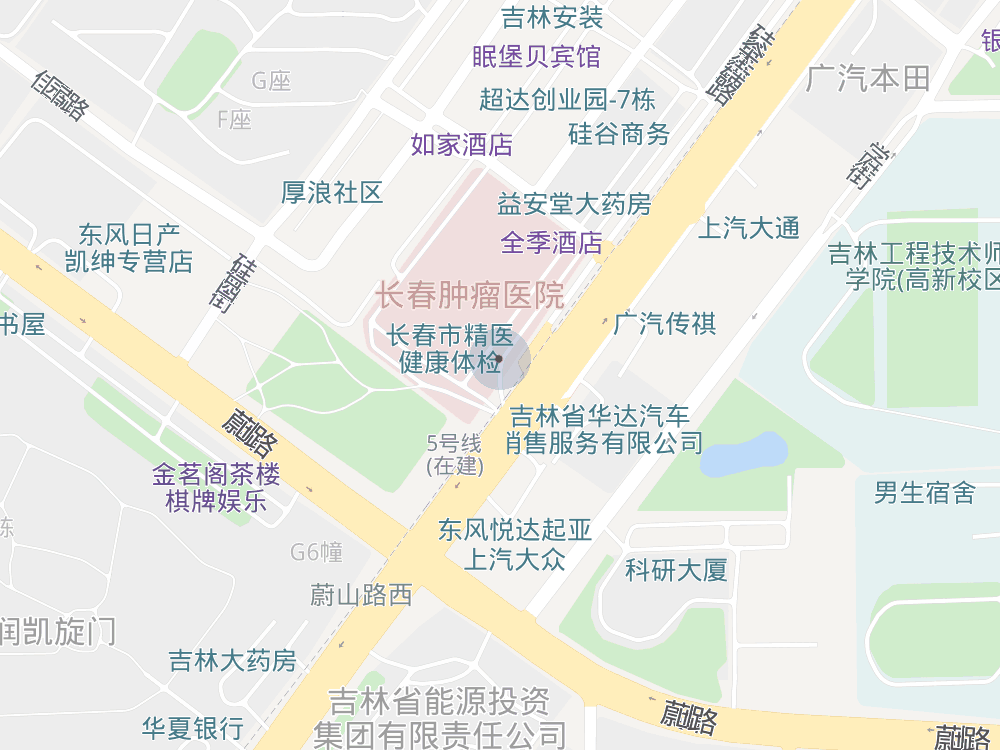 吉林安装
眠堡贝宾馆
G座
F座
超达创业园-7栋
硅谷商务
广汽本田
银
如家酒店
学府街
厚浪社区
益安堂大药房
上汽大通
东风日产
凯绅专营店
全季酒店
吉林工程技术师
学院(高新校区
长春肿瘤医院
书屋
长春市精医
健康体检
广汽传祺
吉林省华达汽车
销售服务有限公司
5号线
(在建)
蔚山路
金茗阁茶楼
棋牌娱乐
男生宿舍
栋
东风悦达起亚
上汽大众
G6幢
科研大厦
蔚山路西
润凯旋门
吉林大药房
吉林省能源投资
集团有限责任公司
华夏银行
蔚山路
蔚山路